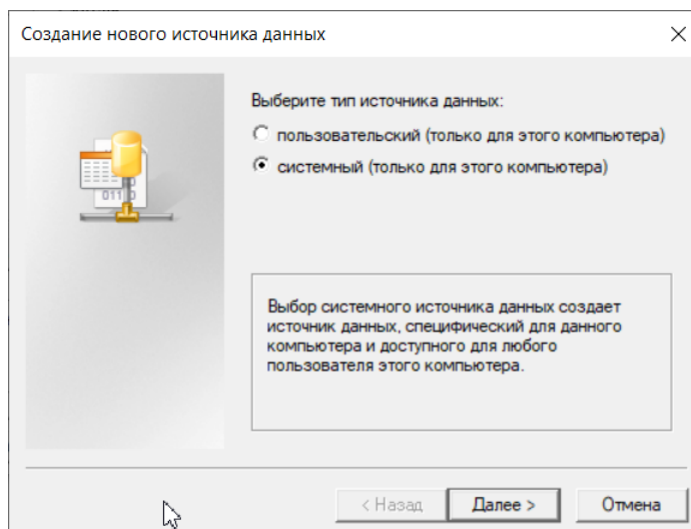 Создание нового источника данных
Выберите тип источника данных:
пользовательский (только для этого компьютера)
системный (только для этого компьютера)
Выбор системного источника данных создает
источник данных, специфический для данного
компьютера и доступного для любого
пользователя этого компьютера.
< Назад
Далее >
Отмена